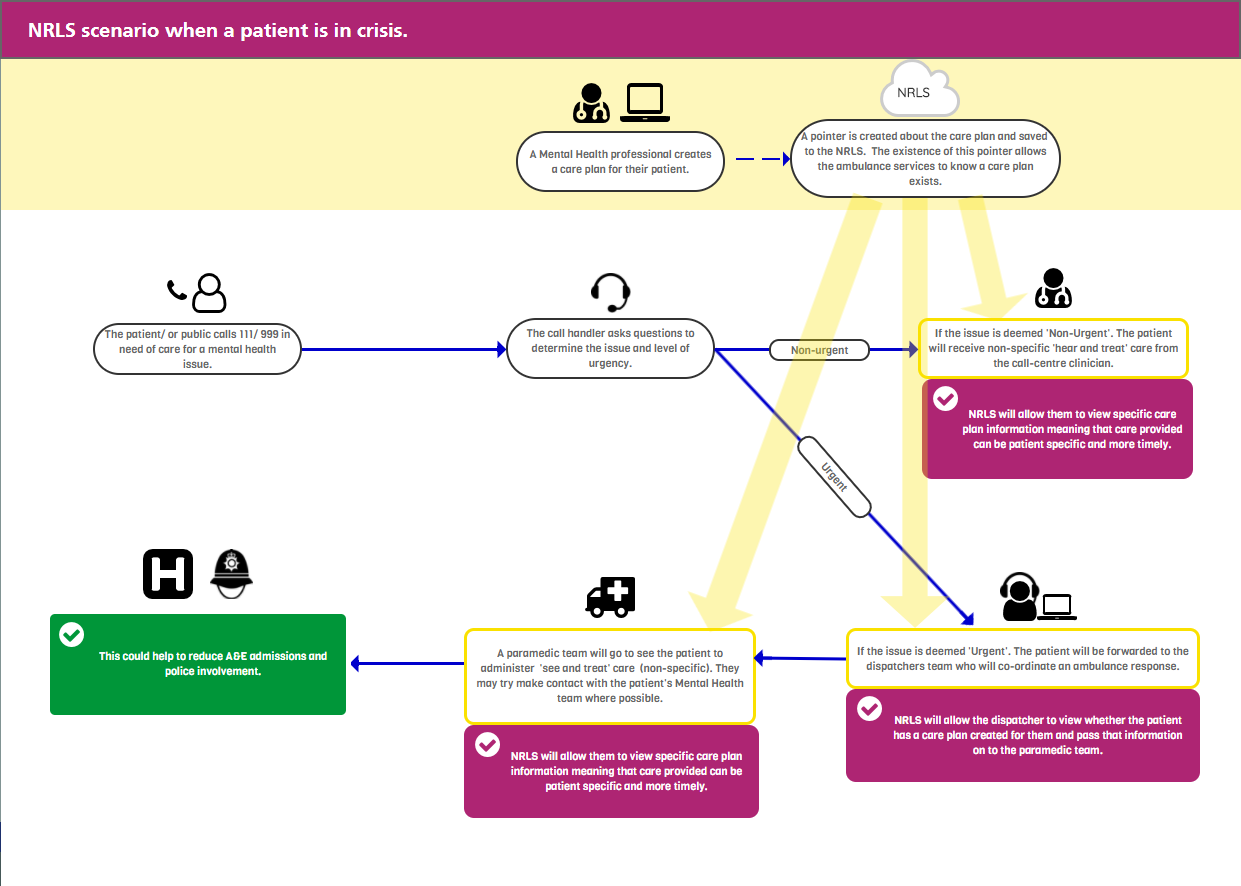 NRLS scenario when a patient is in crisis.
NRLS
A Mental Health professional creates
a care plan for their patient.
A pointer is created about the care plan and saved
to the NRLS. The existence of this pointer allows
the ambulance services to know a care plan
exists.
The patient/ or public calls 111/ 999 in
need of care for a mental health
issue.
The call handler asks questions to
determine the issue and level of
urgency.
Non-urgent
If the issue is deemed 'Non-Urgent'. The patient
will receive non-specific 'hear and treat' care from
the call-centre clinician.
NRLS will allow them to view specific care
plan information meaning that care provided
can be patient specific and more timely.
Urgent
If the issue is deemed 'Urgent'. The patient will be forwarded to the
dispatchers team who will co-ordinate an ambulance response.
NRLS will allow the dispatcher to view whether the patient
has a care plan created for them and pass that information
on to the paramedic team.
A paramedic team will go to see the patient to
administer 'see and treat' care (non-specific). They
may try make contact with the patient's Mental Health
team where possible.
NRLS will allow them to view specific care plan
information meaning that care provided can be
patient specific and more timely.
H
This could help to reduce A&E admissions and
police involvement.